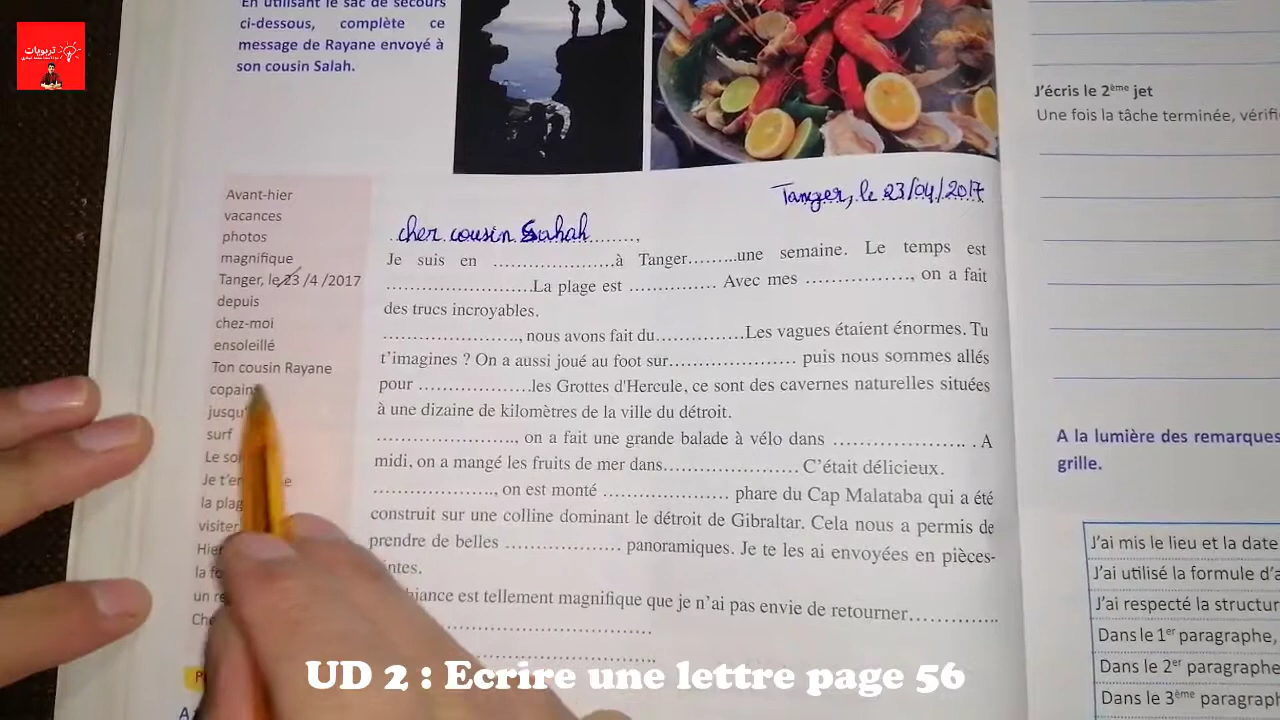 تربويات
En utilisant le sac de secours
ci-dessous, complète ce
message de Rayane envoyé à
son cousin Salah.
Avant-hier
vacances
photos
magnifique
Tanger, le 23 /4 /2017
depuis
chez-moi
ensoleillé
Ton cousin Rayane
copains
jusqu'
surf
Le so
Je t'e
la plag
visiter
Hier
Tanger, le 23/04/2017
cher cousin Sahah ........,
Je suis en ....................à Tanger.........une semaine. Le temps est
.........................La plage est ............... Avec mes .................., on a fait
des trucs incroyables.
........................, nous avons fait du...............Les vagues étaient énormes. Tu
t'imagines ? On a aussi joué au foot sur..................... puis nous sommes allés
pour ...................les Grottes d'Hercule, ce sont des cavernes naturelles situées
à une dizaine de kilomètres de la ville du détroit.
........................, on a fait une grande balade à vélo dans ...................... . A
midi, on a mangé les fruits de mer dans....................... C'était délicieux.
....................., on est monté ..................... phare du Cap Malataba qui a été
construit sur une colline dominant le détroit de Gibraltar. Cela nous a permis de
prendre de belles .................... panoramiques. Je te les ai envoyées en pièces-
intes.
biance est tellement magnifique que je n'ai pas envie de retourner...............
J'écris le 2ème jet
Une fois la tâche terminée, vérifi
A la lumière des remarques
grille.
J'ai mis le lieu et la date
J'ai utilisé la formule d'a
J'ai respecté la structur
Dans le 1er paragraphe,
Dans le 2er paragraphe
Dans le 3ème paragrap
UD 2 : Ecrire une lettre page 56